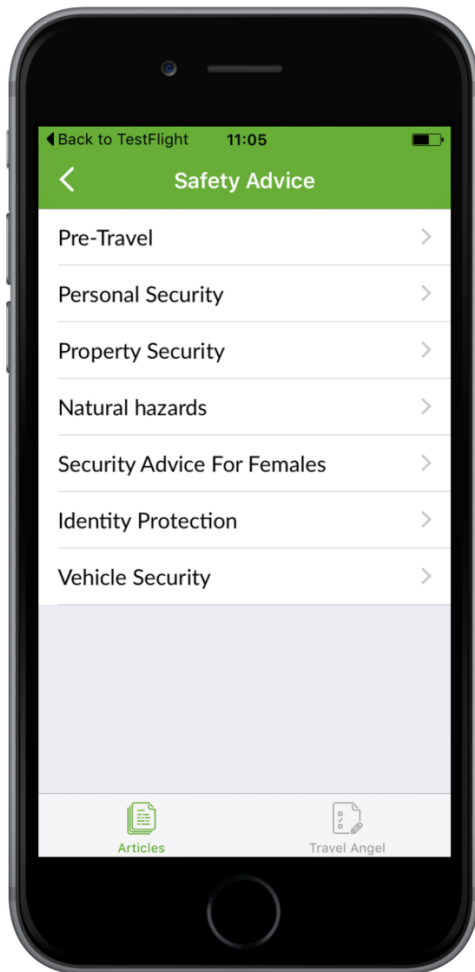 Back to TestFlight 11:05
Safety Advice
Pre-Travel
Personal Security
Property Security
Natural hazards
Security Advice For Females
Identity Protection
Vehicle Security
Articles Travel Angel